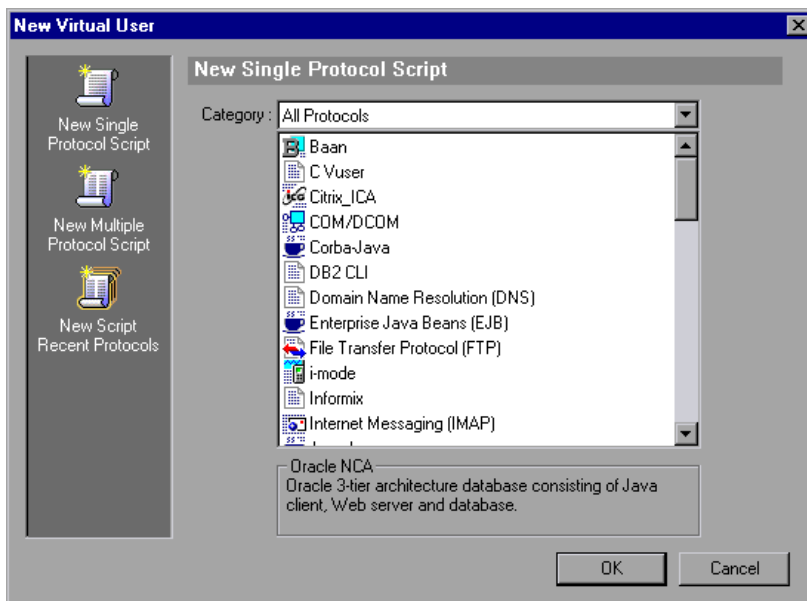 New Virtual User
New Single
Protocol Script
New Multiple
Protocol Script
New Script
Recent Protocols
New Single Protocol Script
Category :
All Protocols
Baan
C Vuser
Citrix_ICA
COM/DCOM
Corba-Java
DB2 CLI
Domain Name Resolution (DNS)
Enterprise Java Beans (EJB)
File Transfer Protocol (FTP)
i-mode
Informix
Internet Messaging (IMAP)
Oracle NCA
Oracle 3-tier architecture database consisting of Java
client, Web server and database.
OK
Cancel